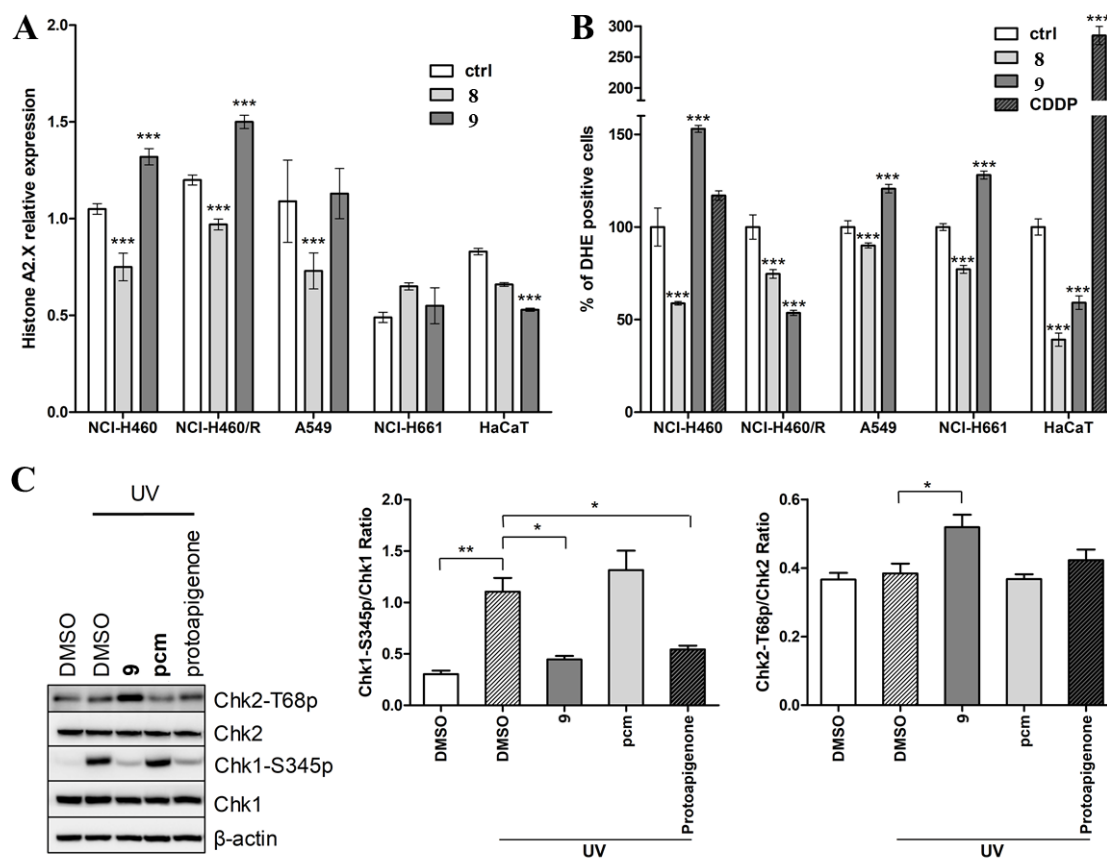 A
Histone A2.X relative expression
2.0
1.5
1.0
0.5
0.0
ctrl
8
9
***
***
***
***
***
***
NCI-H460
NCI-H460/R
A549
NCI-H661
HaCaT
B
% of DHE positive cells
300
250
200
150
100
50
0
ctrl
8
9
CDDP
***
***
***
***
***
***
***
***
***
***
***
NCI-H460
NCI-H460/R
A549
NCI-H661
HaCaT
C
UV
DMSO
DMSO
9
pcm
protoapigenone
Chk2-T68p
Chk2
Chk1-S345p
Chk1
β-actin
Chk1-S345p/Chk1 Ratio
2.0
1.5
1.0
0.5
0.0
**
*
*
DMSO
DMSO
9
pcm
Protoapigenone
UV
Chk2-T68p/Chk2 Ratio
0.6
0.4
0.2
0.0
*
DMSO
DMSO
9
pcm
Protoapigenone
UV